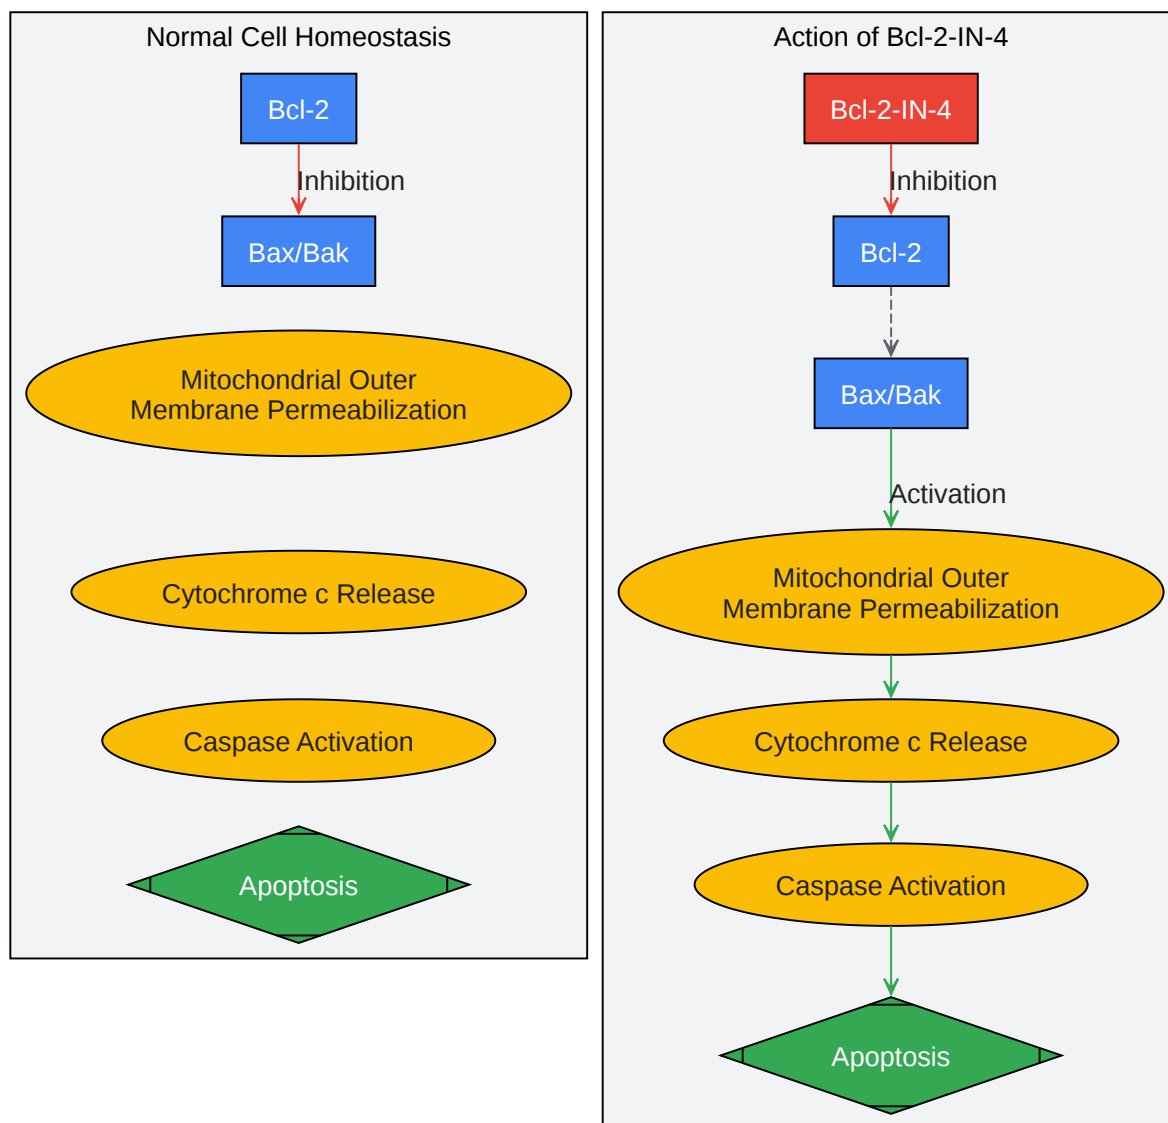 Normal Cell Homeostasis
Bcl-2
Inhibition
Bax/Bak
Mitochondrial Outer
Membrane Permeabilization
Cytochrome c Release
Caspase Activation
Apoptosis
Action of Bcl-2-IN-4
Bcl-2-IN-4
Inhibition
Bcl-2
Bax/Bak
Activation
Mitochondrial Outer
Membrane Permeabilization
Cytochrome c Release
Caspase Activation
Apoptosis